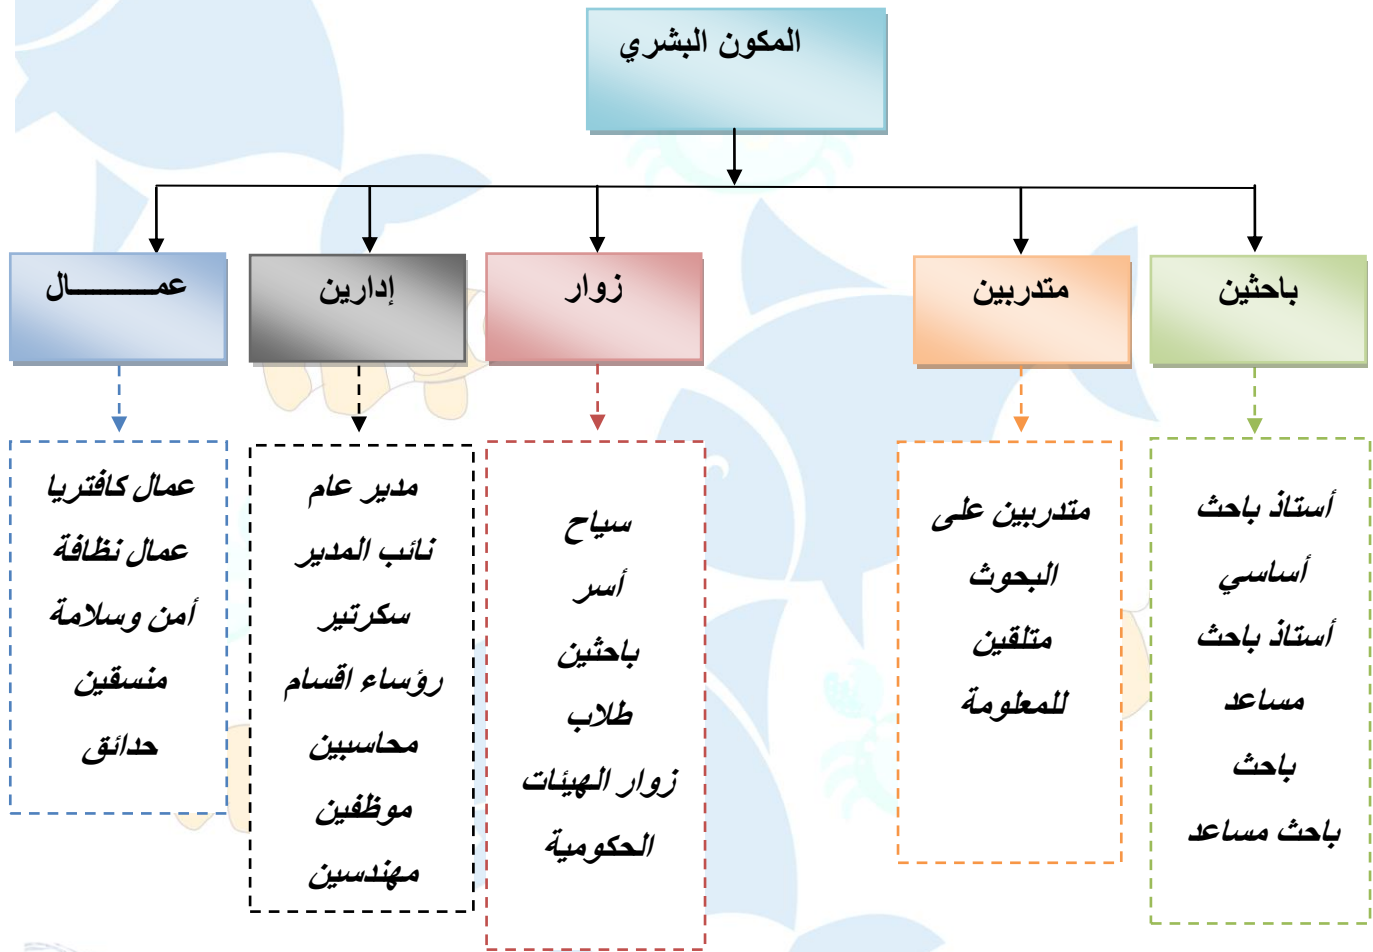 المكون البشري
باحثين
متدربين
زوار
إدارين
عمـــــــــال
أستاذ باحث
أساسي
أستاذ باحث
مساعد
باحث
باحث مساعد
متدربين على
البحوث
متلقين
للمعلومة
سياح
أسر
باحثين
طلاب
زوار الهيئات
الحكومية
مدير عام
نائب المدير
سكرتير
رؤساء اقسام
محاسبين
موظفين
مهندسين
عمال كافتريا
عمال نظافة
أمن وسلامة
منسقين
حدائق